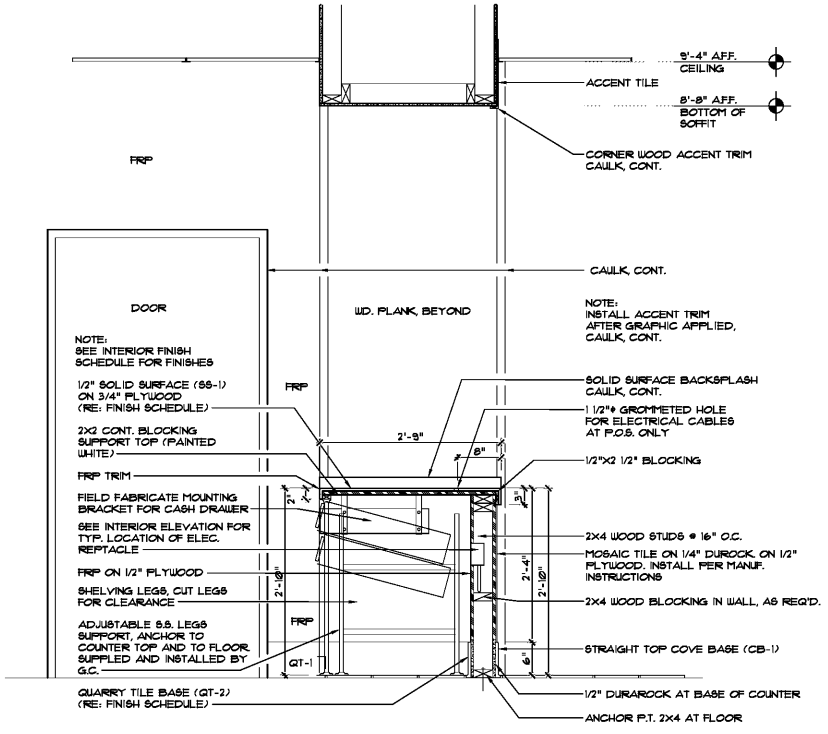 9'-4" A.F.F.
CEILING
ACCENT TILE
8'-8" A.F.F.
BOTTOM OF
SOFFIT
FRP
CORNER WOOD ACCENT TRIM
CAULK, CONT.
CAULK, CONT.
DOOR
WD. PLANK, BEYOND
NOTE:
INSTALL ACCENT TRIM
AFTER GRAPHIC APPLIED,
CAULK, CONT.
NOTE:
SEE INTERIOR FINISH
SCHEDULE FOR FINISHES
1/2" SOLID SURFACE (SS-1)
ON 3/4" PLYWOOD
(RE: FINISH SCHEDULE)
FRP
SOLID SURFACE BACKSPLASH
CAULK, CONT.
1 1/2"ø GROMMETED HOLE
FOR ELECTRICAL CABLES
AT P.O.S. ONLY
2X2 CONT. BLOCKING
SUPPORT TOP (PAINTED
WHITE)
2'-9"
8"
1/2"X2 1/2" BLOCKING
FRP TRIM
2"
3"
FIELD FABRICATE MOUNTING
BRACKET FOR CASH DRAWER
SEE INTERIOR ELEVATION FOR
TYP. LOCATION OF ELEC.
REPTACLE
2X4 WOOD STUDS @ 16" O.C.
MOSAIC TILE ON 1/4" DUROCK ON 1/2"
PLYWOOD. INSTALL PER MANUF.
INSTRUCTIONS
FRP ON 1/2" PLYWOOD
2'-10"
2'-4"
2'-10"
SHELVING LEGS, CUT LEGS
FOR CLEARANCE
2X4 WOOD BLOCKING IN WALL, AS REQ'D.
FRP
ADJUSTABLE S.S. LEGS
SUPPORT, ANCHOR TO
COUNTER TOP AND TO FLOOR
SUPPLED AND INSTALLED BY
G.C.
STRAIGHT TOP COVE BASE (CB-1)
QT-1
6"
QUARRY TILE BASE (QT-2)
(RE: FINISH SCHEDULE)
1/2" DURAROCK AT BASE OF COUNTER
ANCHOR P.T. 2X4 AT FLOOR